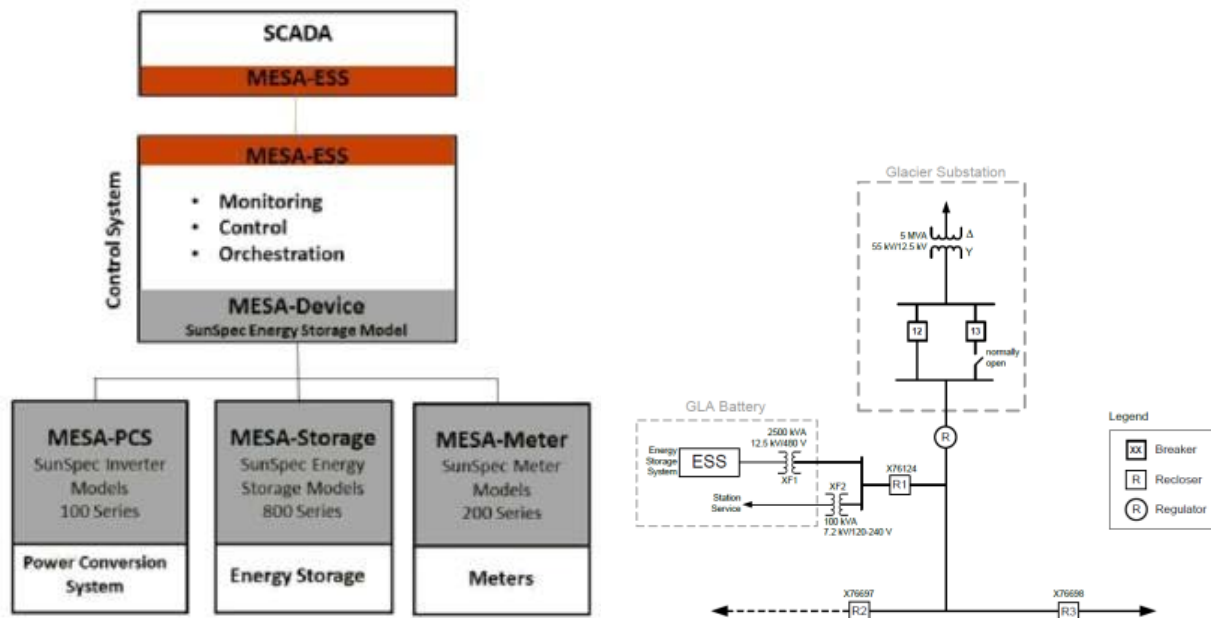 SCADA
MESA-ESS
MESA-ESS
Control System
• Monitoring
• Control
• Orchestration
MESA-Device
SunSpec Energy Storage Model
MESA-PCS
SunSpec Inverter
Models
100 Series
Power Conversion
System
MESA-Storage
SunSpec Energy
Storage Models
800 Series
Energy Storage
MESA-Meter
SunSpec Meter
Models
200 Series
Meters
Glacier Substation
5 MVA
55 kV/12.5 kV
Δ
Y
12
13
normally
open
R
GLA Battery
Energy
Storage
System
ESS
2500 kVA
12.5 kV/480 V
XF1
Station
Service
XF2
100 kVA
7.2 kV/120-240 V
X76124
R1
X76697
R2
X76698
R3
Legend
XX Breaker
R Recloser
R Regulator